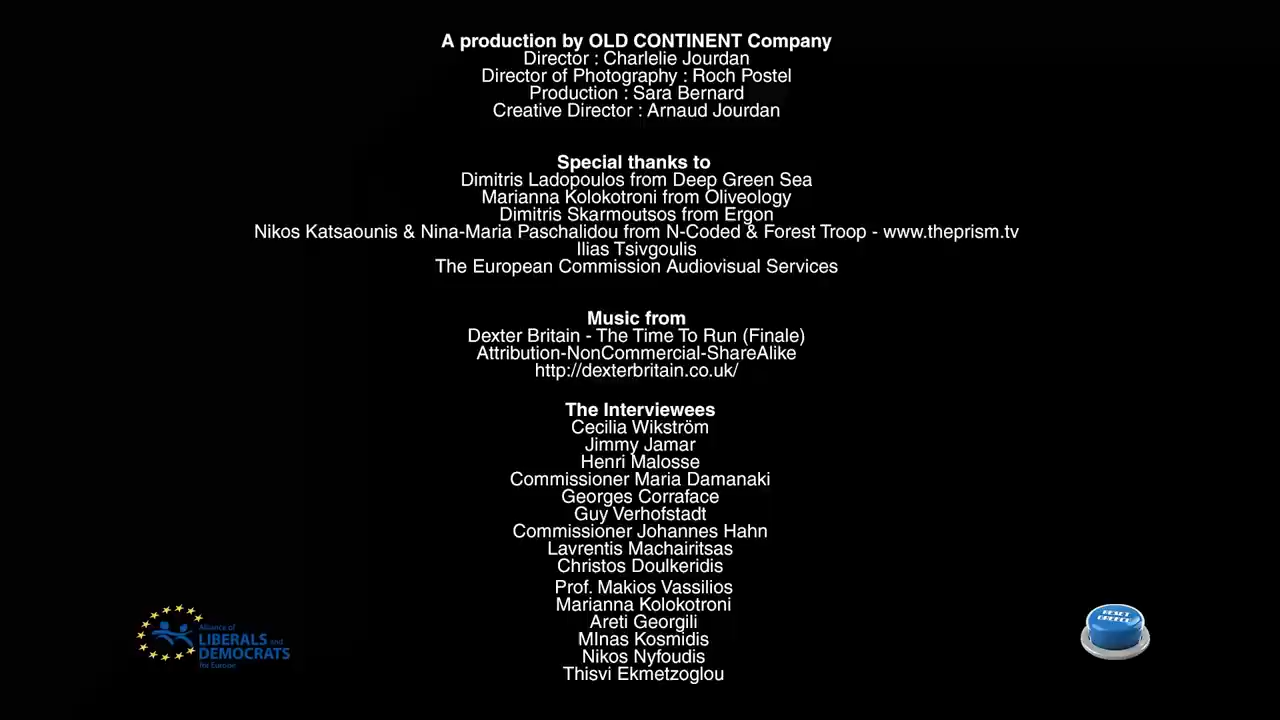 A production by OLD CONTINENT Company
Director : Charlelie Jourdan
Director of Photography : Roch Postel
Production : Sara Bernard
Creative Director : Arnaud Jourdan
Special thanks to
Dimitris Ladopoulos from Deep Green Sea
Marianna Kolokotroni from Oliveology
Dimitris Skarmoutsos from Ergon
Nikos Katsaounis & Nina-Maria Paschalidou from N-Coded & Forest Troop - www.theprism.tv
Ilias Tsivgoulis
The European Commission Audiovisual Services
Music from
Dexter Britain - The Time To Run (Finale)
Attribution-NonCommercial-ShareAlike
http://dexterbritain.co.uk/
The Interviewees
Cecilia Wikström
Jimmy Jamar
Henri Malosse
Commissioner Maria Damanaki
Georges Corraface
Guy Verhofstadt
Commissioner Johannes Hahn
Lavrentis Machairitsas
Christos Doulkeridis
Prof. Makios Vassilios
Marianna Kolokotroni
Areti Georgili
MInas Kosmidis
Nikos Nyfoudis
Thisvi Ekmetzoglou
Alliance of
LIBERALS and
DEMOCRATS
for Europe
RESET
GREECE